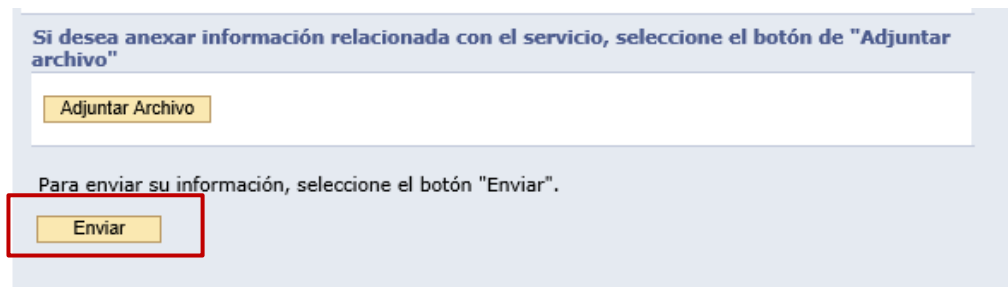 Si desea anexar información relacionada con el servicio, seleccione el botón de "Adjuntar
archivo"
Adjuntar Archivo
Para enviar su información, seleccione el botón "Enviar".
Enviar